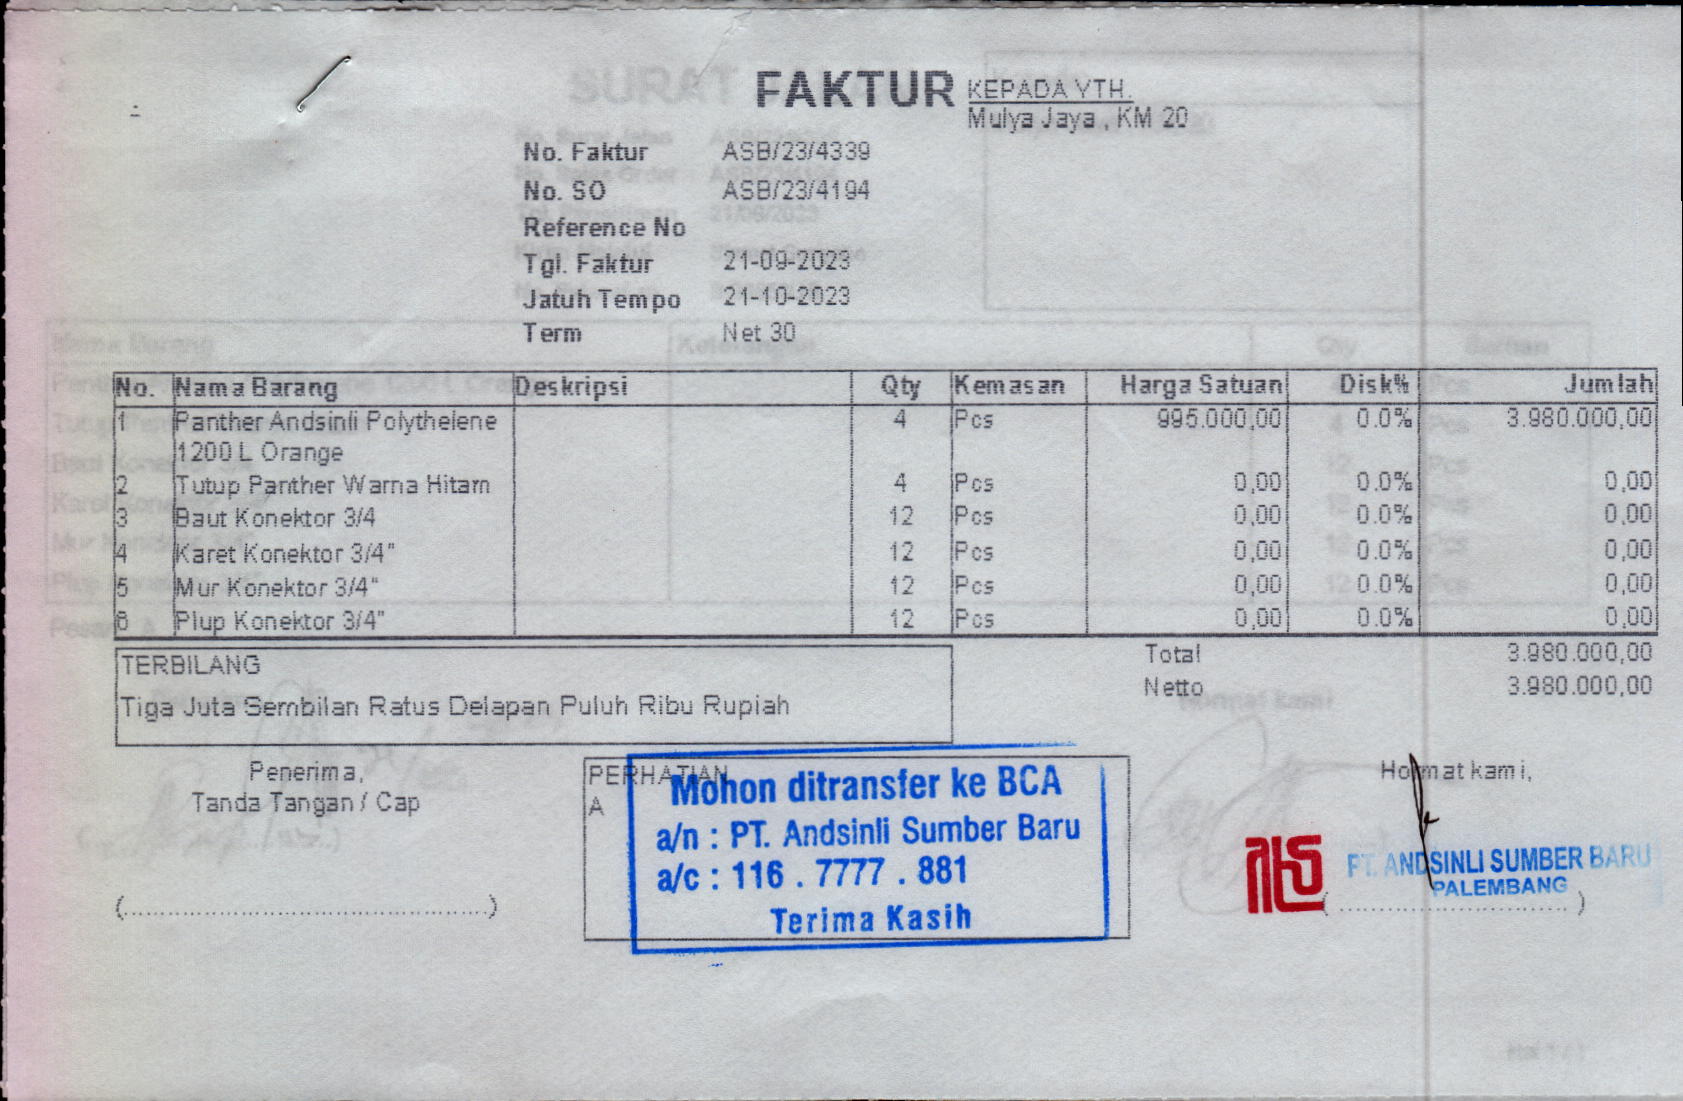 FAKTUR
KEPADA YTH.
Mulya Jaya , KM 20
No. Faktur ASB/23/4339
No. SO ASB/23/4194
Reference No
Tgl. Faktur 21-09-2023
Jatuh Tempo 21-10-2023
Term Net 30
No. Nama Barang Deskripsi Qty Kemasan Harga Satuan Disk% Jumlah
1 Panther Andsinli Polythelene 4 Pcs 995.000,00 0.0% 3.980.000,00
1200 L Orange
2 Tutup Panther Warna Hitam 4 Pcs 0,00 0.0% 0,00
3 Baut Konektor 3/4 12 Pcs 0,00 0.0% 0,00
4 Karet Konektor 3/4" 12 Pcs 0,00 0.0% 0,00
5 Mur Konektor 3/4" 12 Pcs 0,00 0.0% 0,00
6 Plup Konektor 3/4" 12 Pcs 0,00 0.0% 0,00
Total 3.980.000,00
Netto 3.980.000,00
TERBILANG
Tiga Juta Sembilan Ratus Delapan Puluh Ribu Rupiah
Penerima,
Tanda Tangan / Cap
(................................................)
PERHATIAN
A
Mohon ditransfer ke BCA
a/n : PT. Andsinli Sumber Baru
a/c : 116 . 7777 . 881
Terima Kasih
Hormat kami,
PT. ANDSINLI SUMBER BARU
PALEMBANG
(................................)